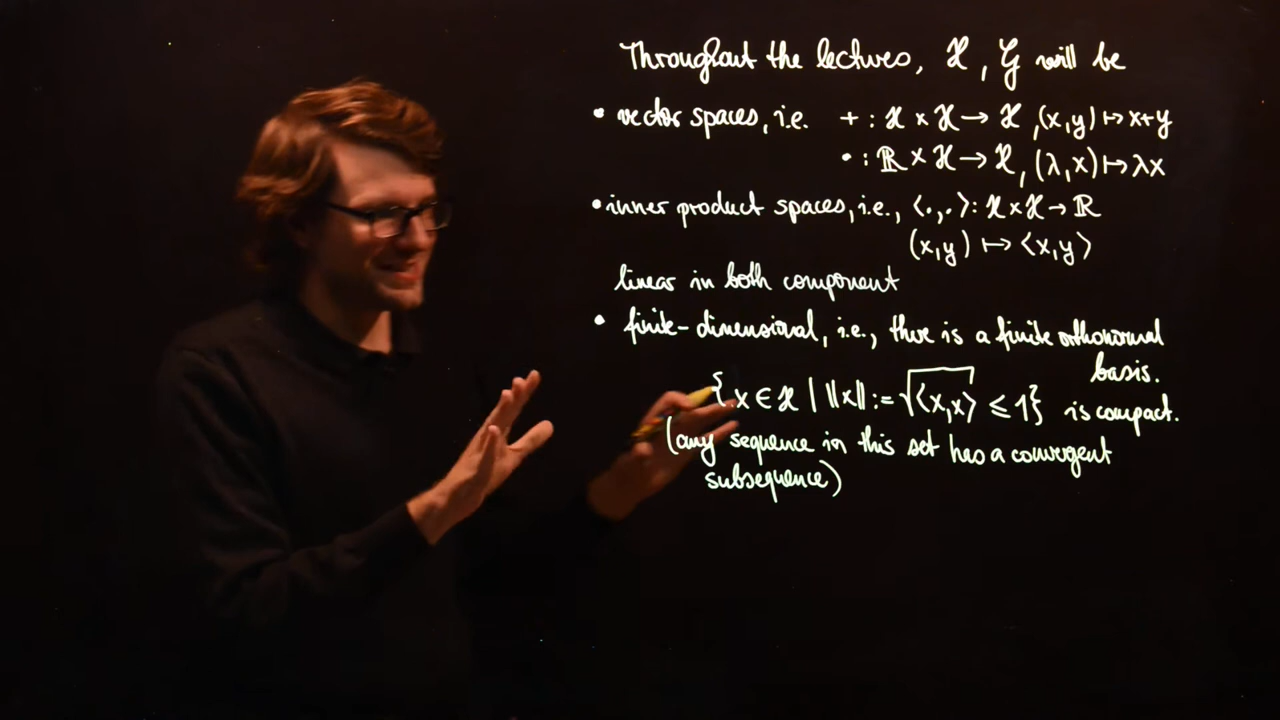 Throughout the lectures, ℋ, 𝒢 will be
• vector spaces, i.e. + : ℋ × ℋ → ℋ, (x,y) ↦ x+y
• : ℝ × ℋ → ℋ, (λ,x) ↦ λx
• inner product spaces, i.e., ⟨·,·⟩: ℋ×ℋ → ℝ
(x,y) ↦ ⟨x,y⟩
linear in both component
• finite-dimensional, i.e., there is a finite orthonormal
basis.
{x ∈ ℋ | ‖x‖ := √⟨x,x⟩ ≤ 1} is compact.
(any sequence in this set has a convergent
subsequence)